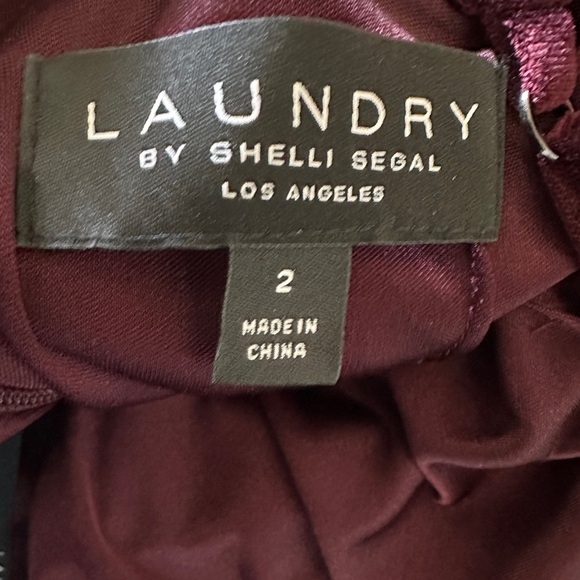 LAUNDRY
BY SHELLI SEGAL
LOS ANGELES
2
MADE IN
CHINA